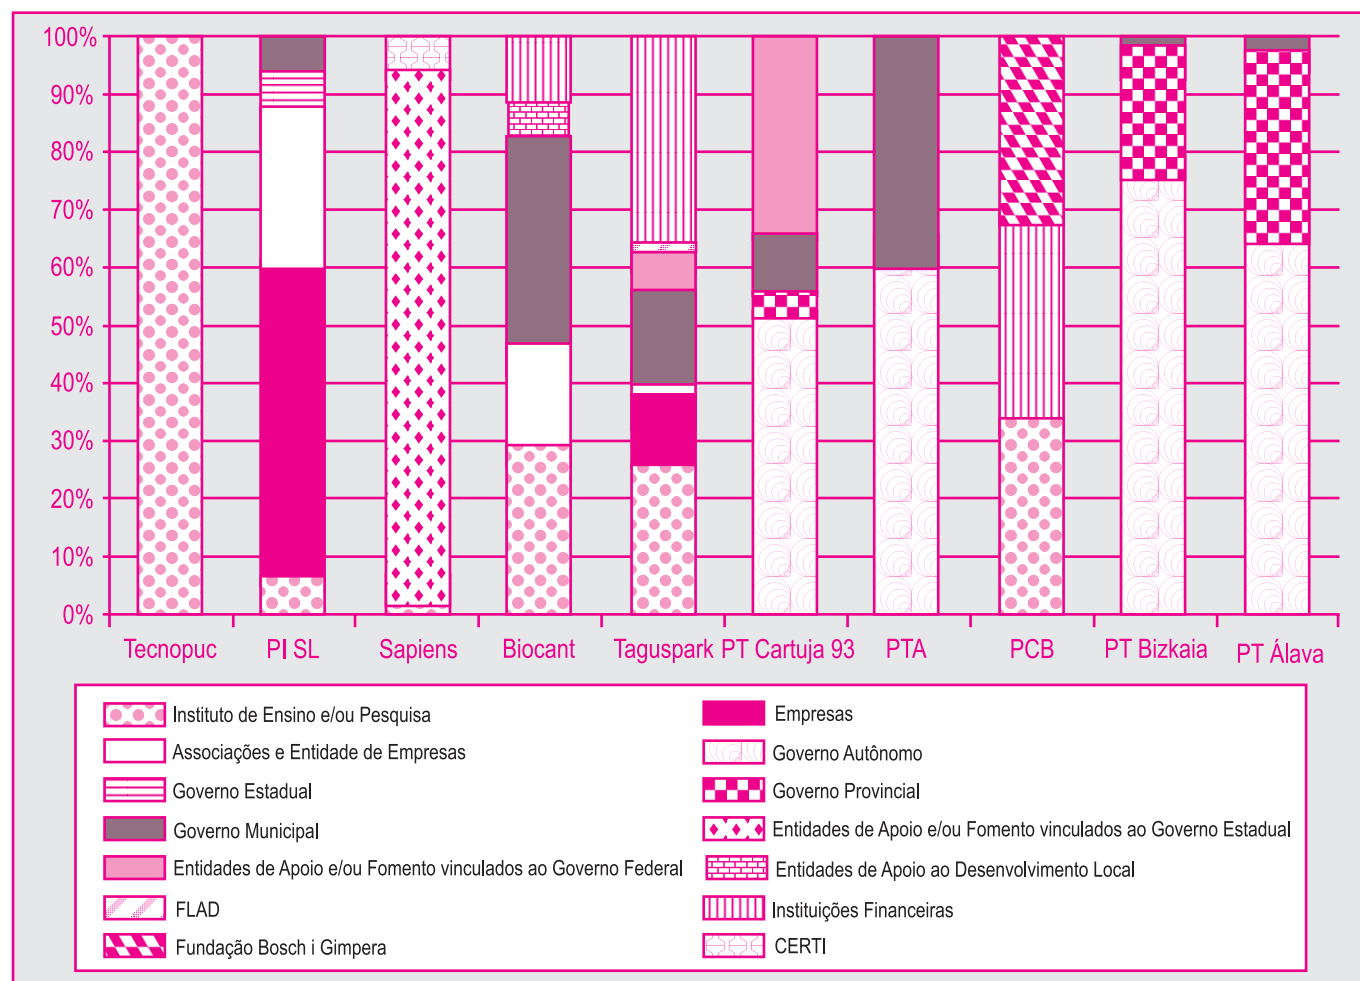 100%
90%
80%
70%
60%
50%
40%
30%
20%
10%
0%
Tecnopuc
PI SL
Sapiens
Biocant
Taguspark
PT Cartuja 93
PTA
PCB
PT Bizkaia
PT Álava
Instituto de Ensino e/ou Pesquisa
Associações e Entidade de Empresas
Governo Estadual
Governo Municipal
Entidades de Apoio e/ou Fomento vinculados ao Governo Federal
FLAD
Fundação Bosch i Gimpera
Empresas
Governo Autônomo
Governo Provincial
Entidades de Apoio e/ou Fomento vinculados ao Governo Estadual
Entidades de Apoio ao Desenvolvimento Local
Instituições Financeiras
CERTI